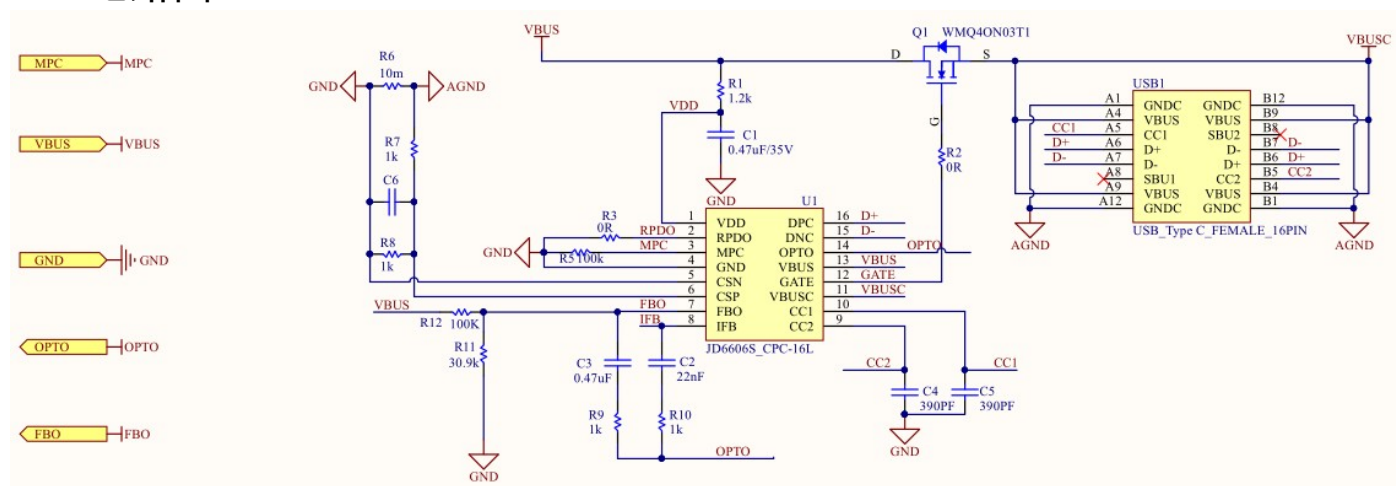 MPC
MPC
VBUS
VBUS
GND
GND
OPTO
OPTO
FBO
FBO
R6
10m
GND
AGND
R7
1k
C6
R8
1k
VBUS
VDD
R1
1.2k
C1
0.47uF/35V
GND
Q1 WMQ4ON03T1
D
S
G
R2
0R
VBUSC
USB1
A1 GNDC GNDC B12
A4 VBUS VBUS B9
CC1 A5 CC1 SBU2 B8
D+ A6 D+ D- B7 D-
D- A7 D- D+ B6 D+
A8 SBU1 CC2 B5 CC2
A9 VBUS VBUS B4
A12 GNDC GNDC B1
AGND
USB_Type C_FEMALE_16PIN
AGND
U1
R3
0R
GND
R5 100k
1 VDD DPC 16 D+
RPDO 2 RPDO DNC 15 D-
MPC 3 MPC OPTO 14 OPTO
4 GND VBUS 13 VBUS
5 CSN GATE 12 GATE
6 CSP VBUSC 11 VBUSC
FBO 7 FBO CC1 10
IFB 8 IFB CC2 9
JD6606S_CPC-16L
VBUS
R12 100K
R11
30.9k
GND
C3
0.47uF
C2
22nF
R9
1k
R10
1k
OPTO
CC2
CC1
C4
390PF
C5
390PF
GND